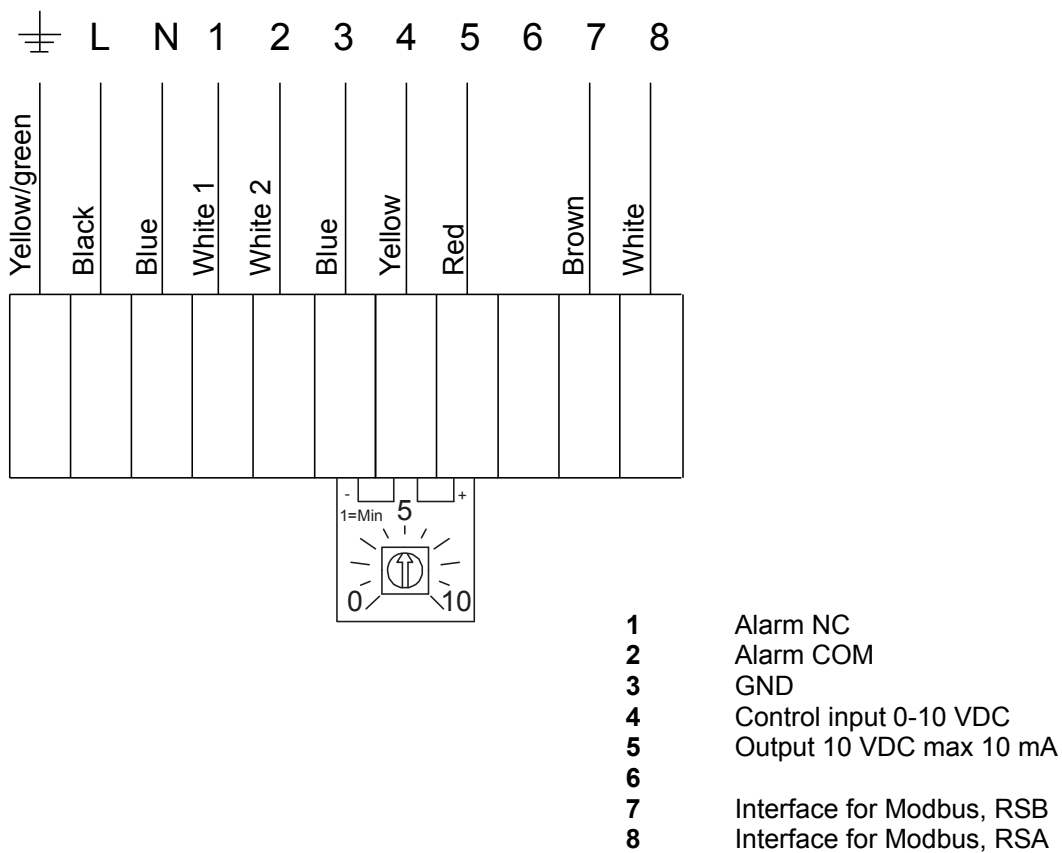 L N 1 2 3 4 5 6 7 8
Yellow/green
Black
Blue
White 1
White 2
Blue
Yellow
Red
Brown
White
- +
1=Min 5
0 10
1 Alarm NC
2 Alarm COM
3 GND
4 Control input 0-10 VDC
5 Output 10 VDC max 10 mA
6
7 Interface for Modbus, RSB
8 Interface for Modbus, RSA